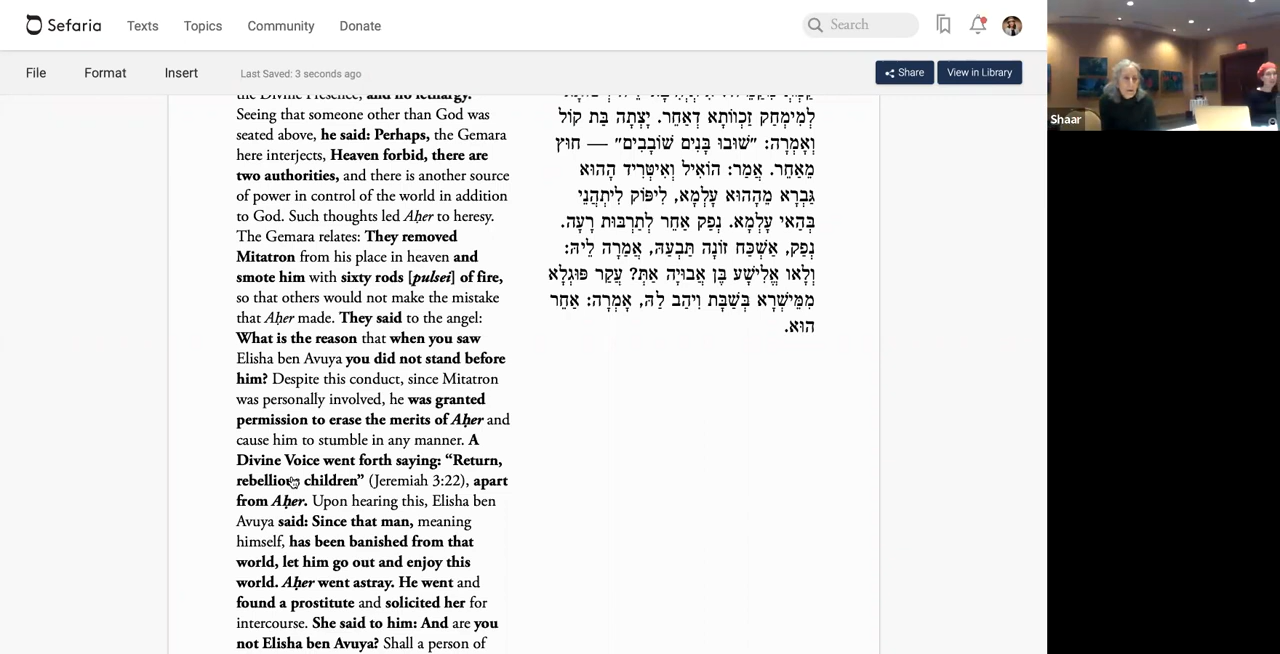 Sefaria
Texts
Topics
Community
Donate
Search
File
Format
Insert
Last Saved: 3 seconds ago
Share
View in Library
the Divine Presence, and no lethargy.
Seeing that someone other than God was
seated above, he said: Perhaps, the Gemara
here interjects, Heaven forbid, there are
two authorities, and there is another source
of power in control of the world in addition
to God. Such thoughts led Aḥer to heresy.
The Gemara relates: They removed
Mitatron from his place in heaven and
smote him with sixty rods [pulsei] of fire,
so that others would not make the mistake
that Aḥer made. They said to the angel:
What is the reason that when you saw
Elisha ben Avuya you did not stand before
him? Despite this conduct, since Mitatron
was personally involved, he was granted
permission to erase the merits of Aḥer and
cause him to stumble in any manner. A
Divine Voice went forth saying: “Return,
rebellious children” (Jeremiah 3:22), apart
from Aḥer. Upon hearing this, Elisha ben
Avuya said: Since that man, meaning
himself, has been banished from that
world, let him go out and enjoy this
world. Aḥer went astray. He went and
found a prostitute and solicited her for
intercourse. She said to him: And are you
not Elisha ben Avuya? Shall a person of
לְמִימְחַק זַכְווֹתָא דְאַחֵר. יָצְתָה בַּת קוֹל
וְאָמְרָה: ״שׁוּבוּ בָּנִים שׁוֹבָבִים״ — חוּץ
מֵאַחֵר. אֲמַר: הוֹאִיל וְאִיטְּרִיד הָהוּא
גַּבְרָא מֵהָהוּא עָלְמָא, לִיפּוֹק לִיתְהֲנֵי
בְּהַאי עָלְמָא. נְפַק אַחֵר לְתַרְבּוּת רָעָה.
נְפַק, אַשְׁכַּח זוֹנָה תַּבְעַהּ, אֲמַרָה לֵיהּ:
וְלָאו אֱלִישָׁע בֶּן אֲבוּיָה אַתְּ? עֲקַר פּוּגְלָא
מִמֵּישְׁרָא בְּשַׁבָּת וִיהַב לַהּ, אֲמַרָה: אַחֵר
הוּא.
Shaar